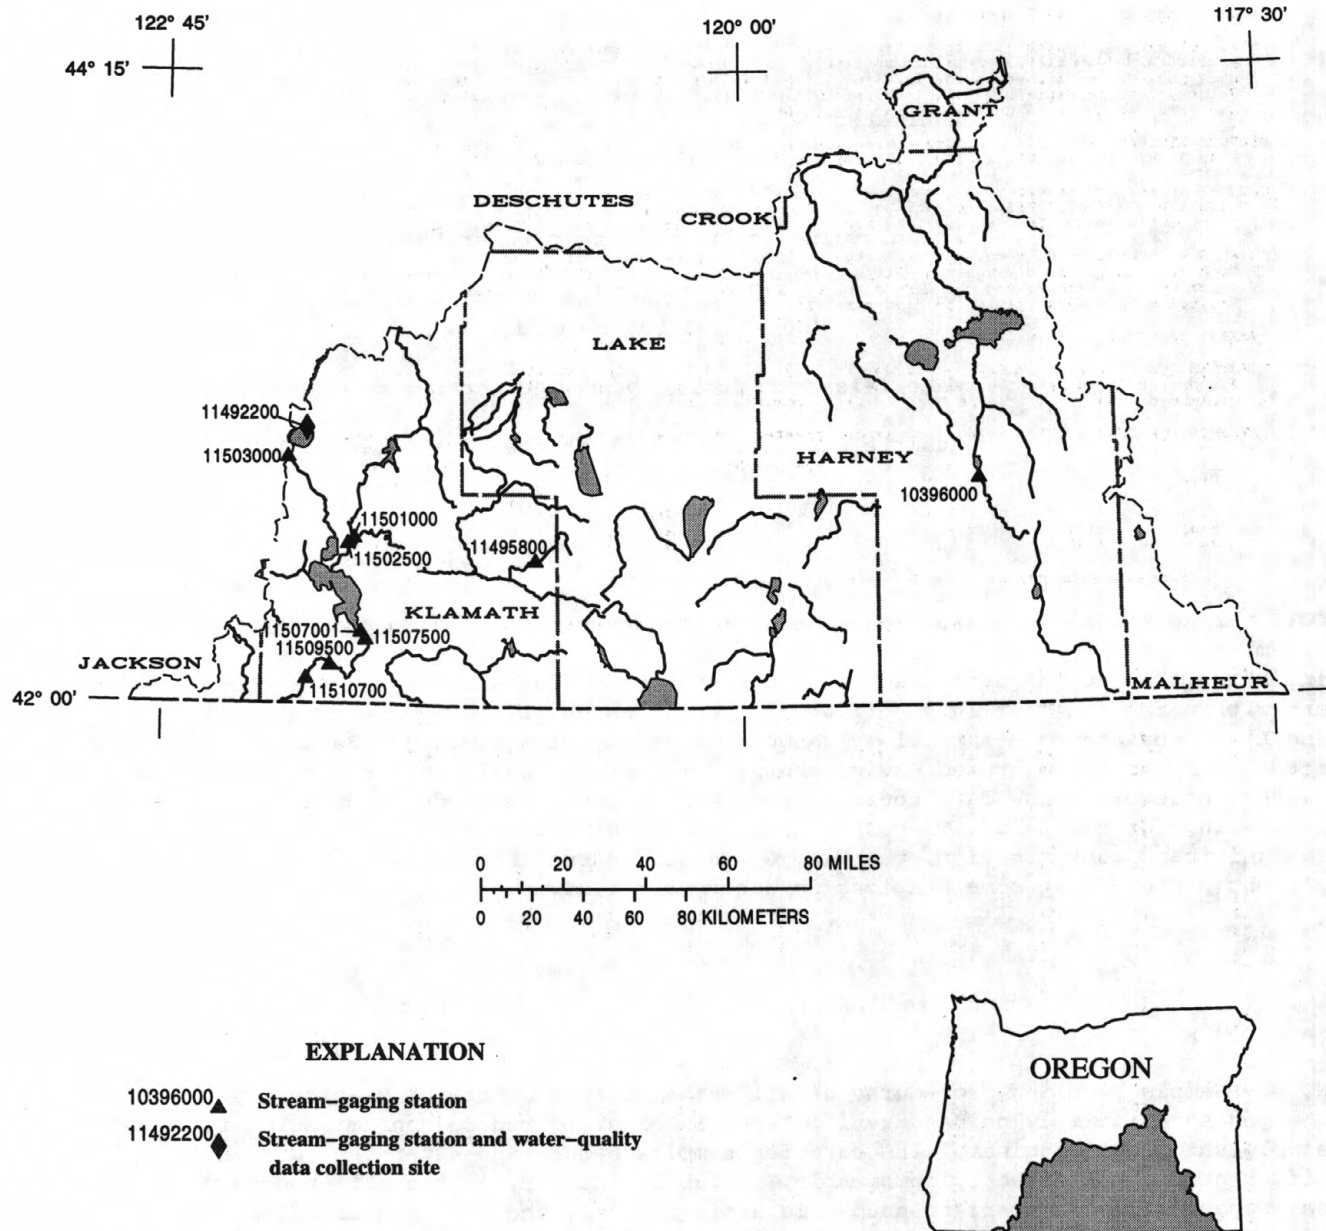 122° 45'
120° 00'
117° 30'
44° 15'
GRANT
DESCHUTES
CROOK
LAKE
11492200
11503000
HARNEY
10396000
11501000
11495800
11502500
KLAMATH
11507001
11507500
11509500
JACKSON
11510700
MALHEUR
42° 00'
0 20 40 60 80 MILES
0 20 40 60 80 KILOMETERS
EXPLANATION
10396000 Stream-gaging station
11492200 Stream-gaging station and water-quality
data collection site
OREGON